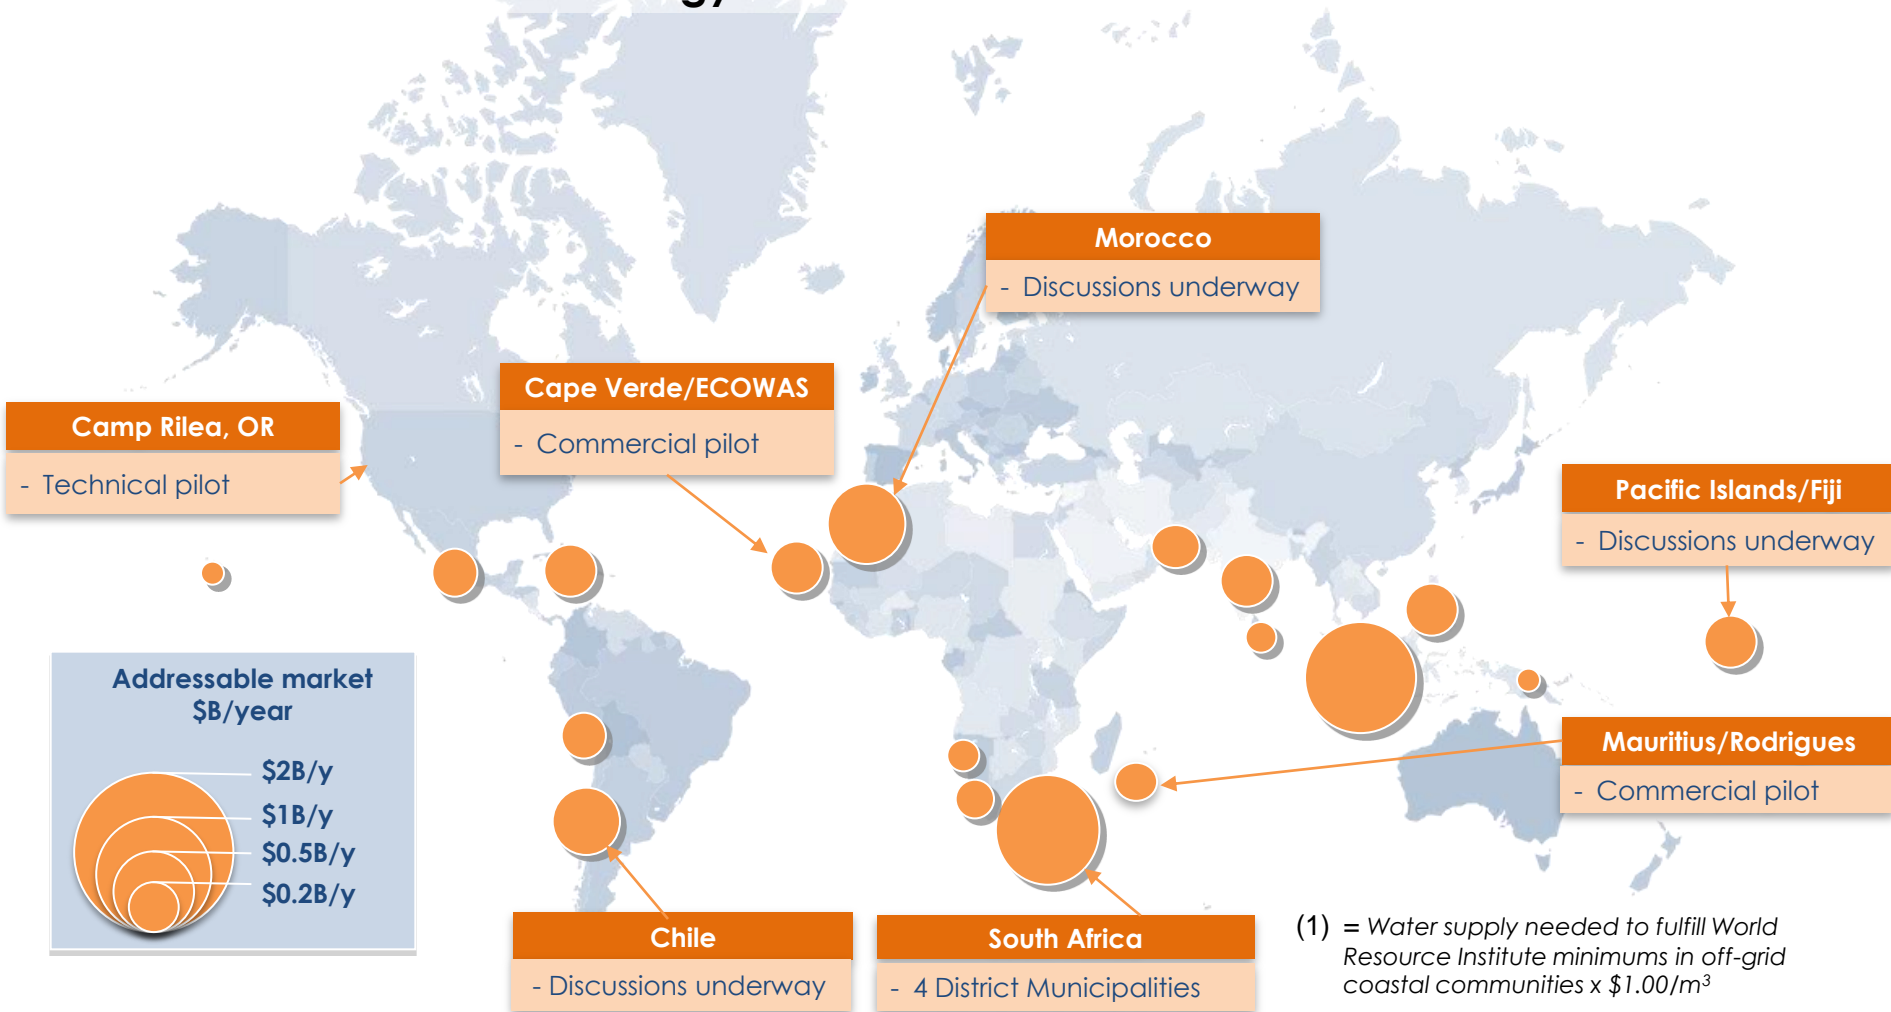 Morocco
- Discussions underway
Cape Verde/ECOWAS
- Commercial pilot
Camp Rilea, OR
- Technical pilot
Pacific Islands/Fiji
- Discussions underway
Addressable market
$B/year
$2B/y
$1B/y
$0.5B/y
$0.2B/y
Mauritius/Rodrigues
- Commercial pilot
Chile
- Discussions underway
South Africa
- 4 District Municipalities
(1) = Water supply needed to fulfill World
Resource Institute minimums in off-grid
coastal communities x $1.00/m³